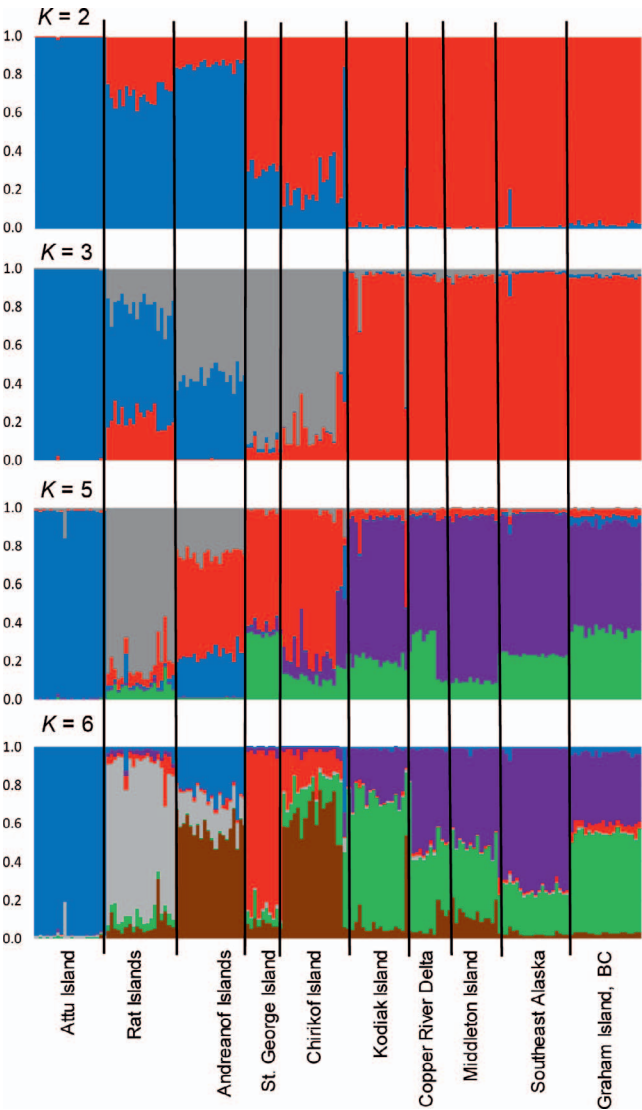 K = 2
1.0
0.8
0.6
0.4
0.2
0.0
K = 3
1.0
0.8
0.6
0.4
0.2
0.0
K = 5
1.0
0.8
0.6
0.4
0.2
0.0
K = 6
1.0
0.8
0.6
0.4
0.2
0.0
Attu Island
Rat Islands
Andreanof Islands
St. George Island
Chirikof Island
Kodiak Island
Copper River Delta
Middleton Island
Southeast Alaska
Graham Island, BC